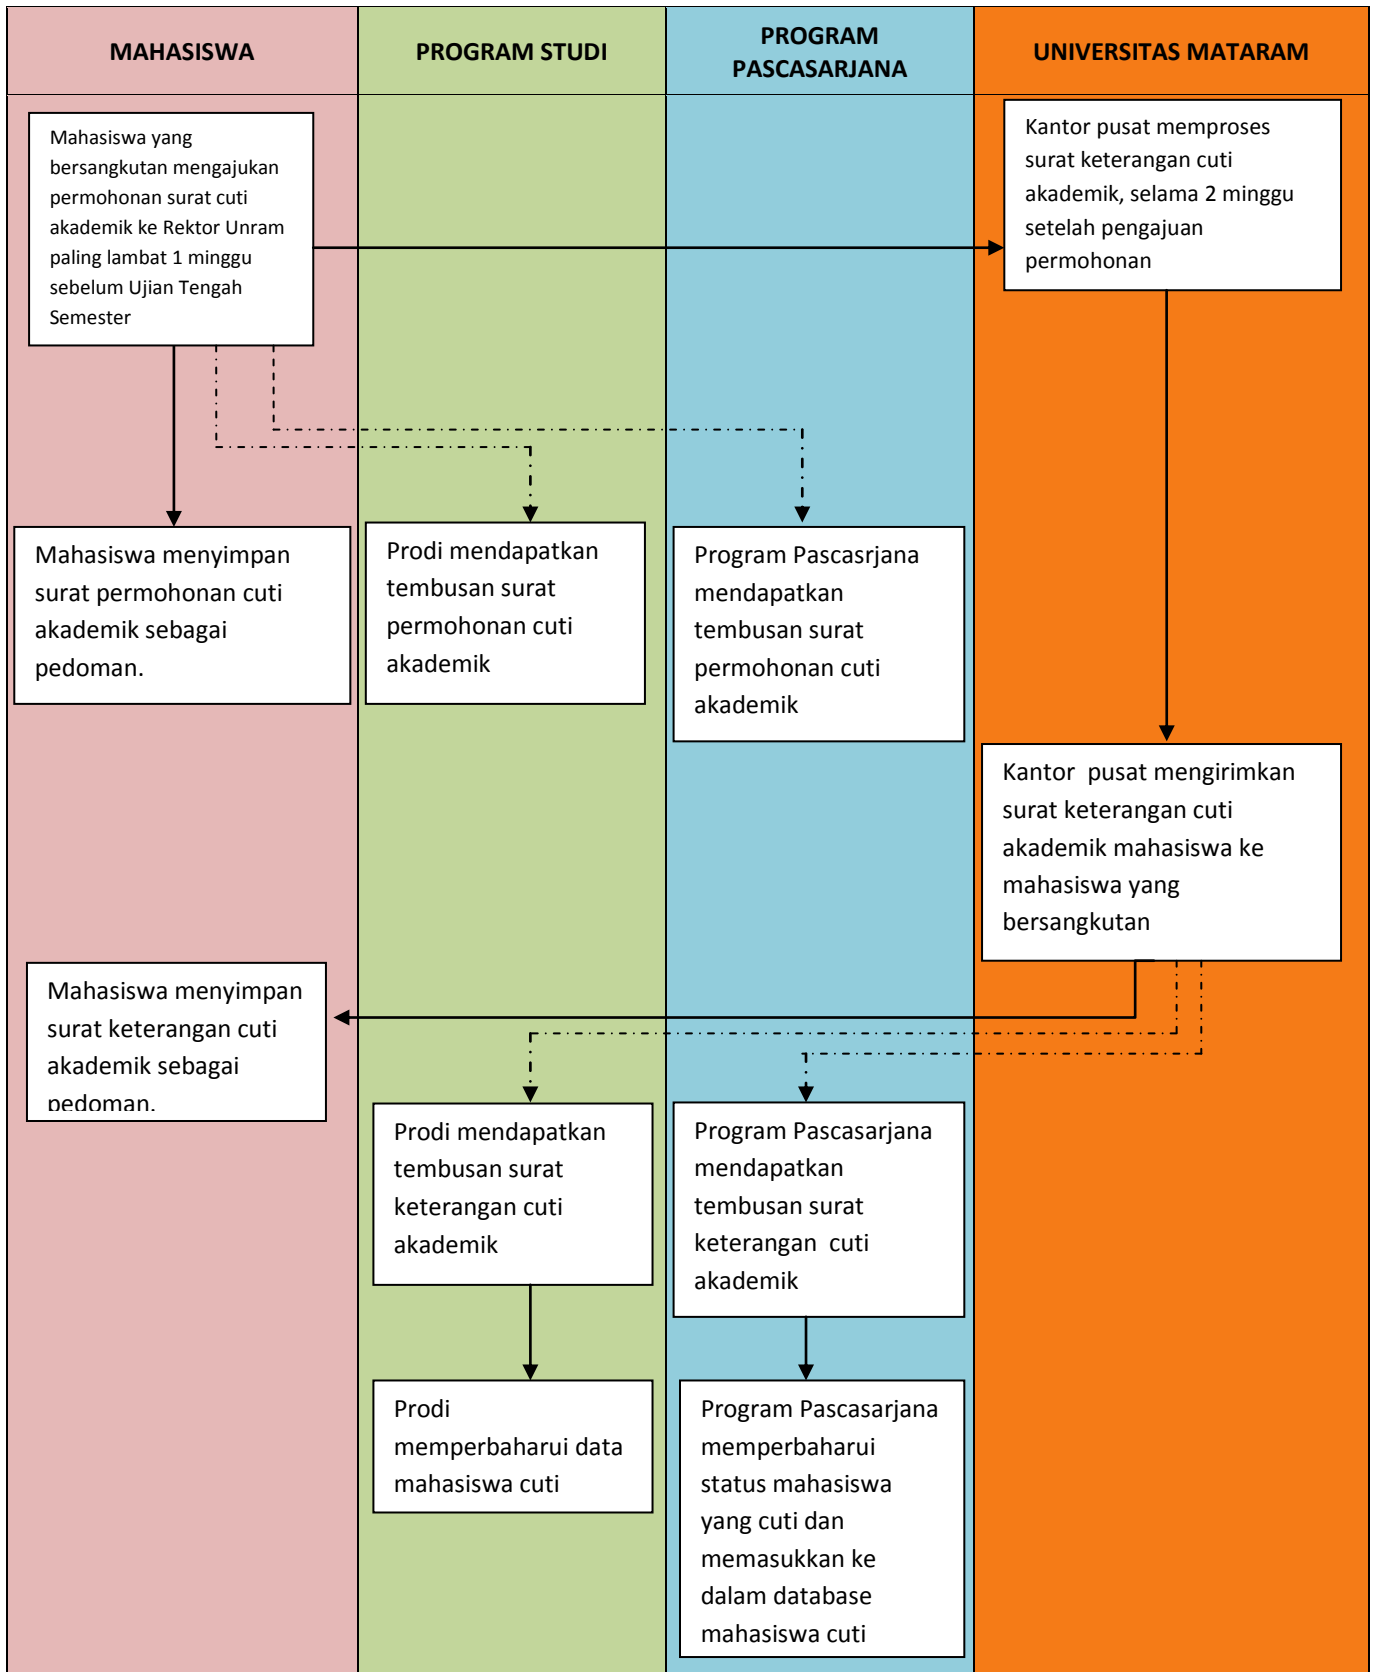 MAHASISWA
PROGRAM STUDI
PROGRAM
PASCASARJANA
UNIVERSITAS MATARAM
Mahasiswa yang
bersangkutan mengajukan
permohonan surat cuti
akademik ke Rektor Unram
paling lambat 1 minggu
sebelum Ujian Tengah
Semester
Kantor pusat memproses
surat keterangan cuti
akademik, selama 2 minggu
setelah pengajuan
permohonan
Mahasiswa menyimpan
surat permohonan cuti
akademik sebagai
pedoman.
Prodi mendapatkan
tembusan surat
permohonan cuti
akademik
Program Pascasrjana
mendapatkan
tembusan surat
permohonan cuti
akademik
Kantor  pusat mengirimkan
surat keterangan cuti
akademik mahasiswa ke
mahasiswa yang
bersangkutan
Mahasiswa menyimpan
surat keterangan cuti
akademik sebagai
pedoman.
Prodi mendapatkan
tembusan surat
keterangan cuti
akademik
Program Pascasarjana
mendapatkan
tembusan surat
keterangan  cuti
akademik
Prodi
memperbaharui data
mahasiswa cuti
Program Pascasarjana
memperbaharui
status mahasiswa
yang cuti dan
memasukkan ke
dalam database
mahasiswa cuti